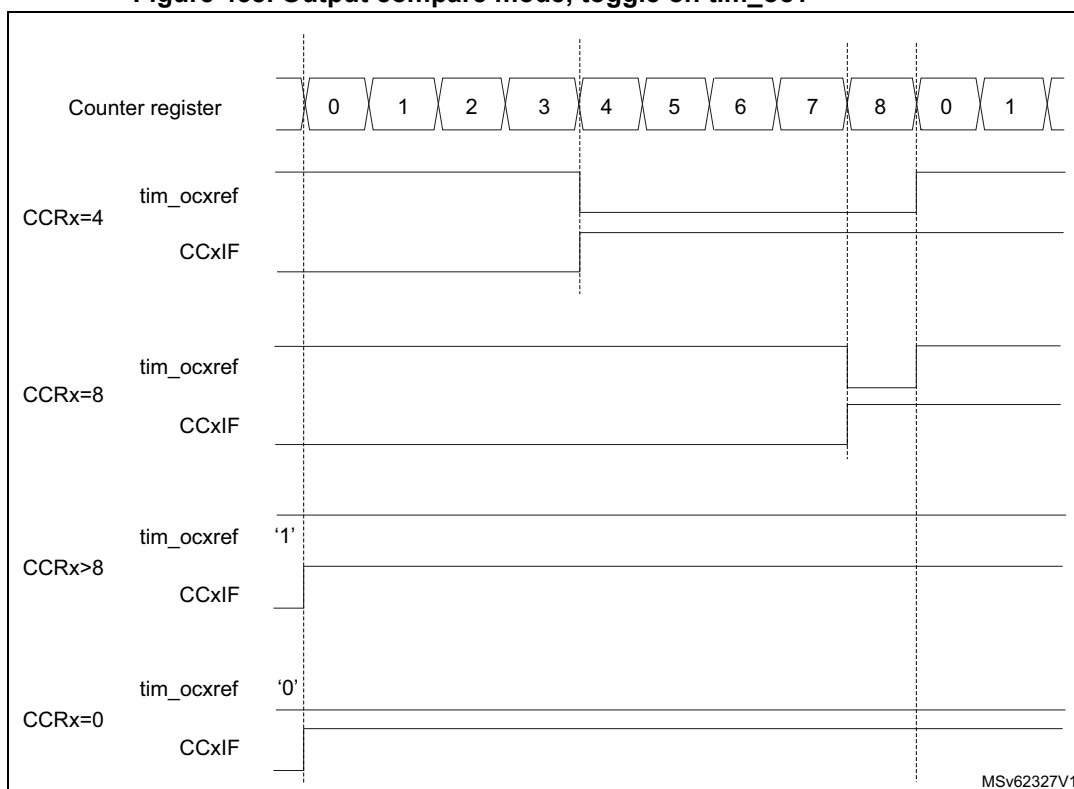 Counter register 0 1 2 3 4 5 6 7 8 0 1
tim_ocxref
CCRx=4
CCxIF
tim_ocxref
CCRx=8
CCxIF
tim_ocxref ‘1’
CCRx>8
CCxIF
tim_ocxref ‘0’
CCRx=0
CCxIF
MSv62327V1